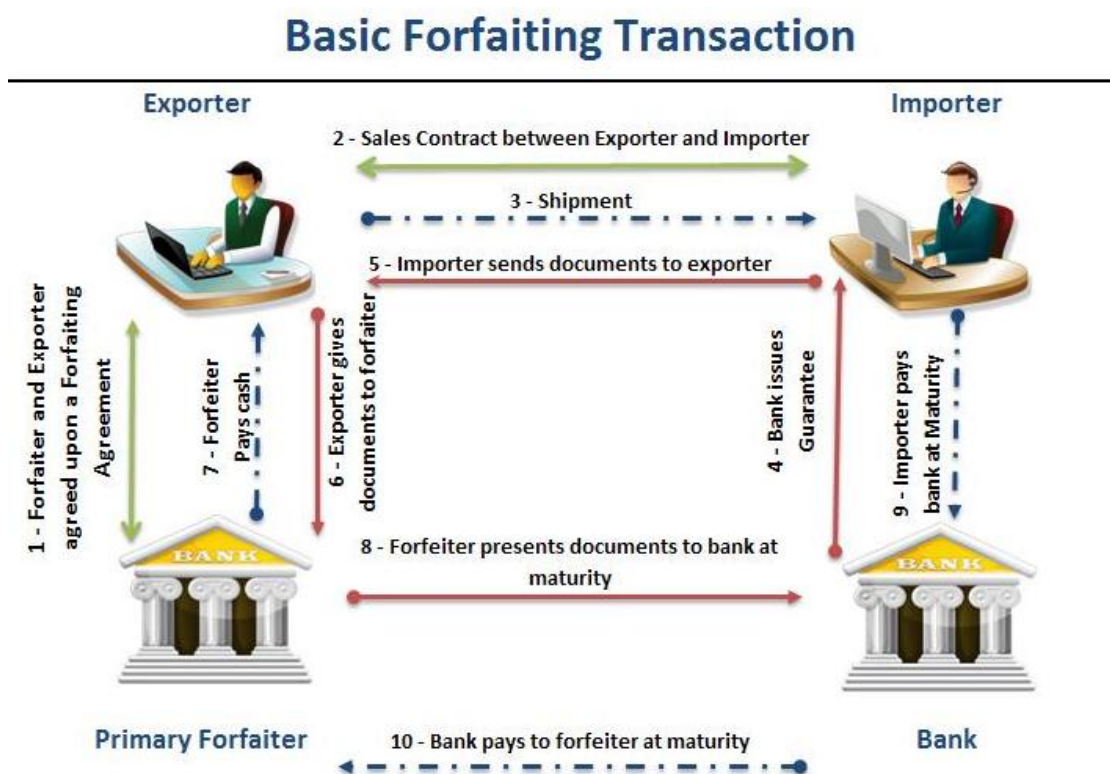 Basic Forfaiting Transaction
Exporter
Importer
2 - Sales Contract between Exporter and Importer
3 - Shipment
5 - Importer sends documents to exporter
1 - Forfaiter and Exporter
agreed upon a Forfaiting
Agreement
7 - Forfeiter
Pays cash
6 - Exporter gives
documents to forfaiter
4 - Bank issues
Guarantee
9 - Importer pays
bank at Maturity
BANK
8 - Forfeiter presents documents to bank at
maturity
BANK
Primary Forfaiter
10 - Bank pays to forfeiter at maturity
Bank